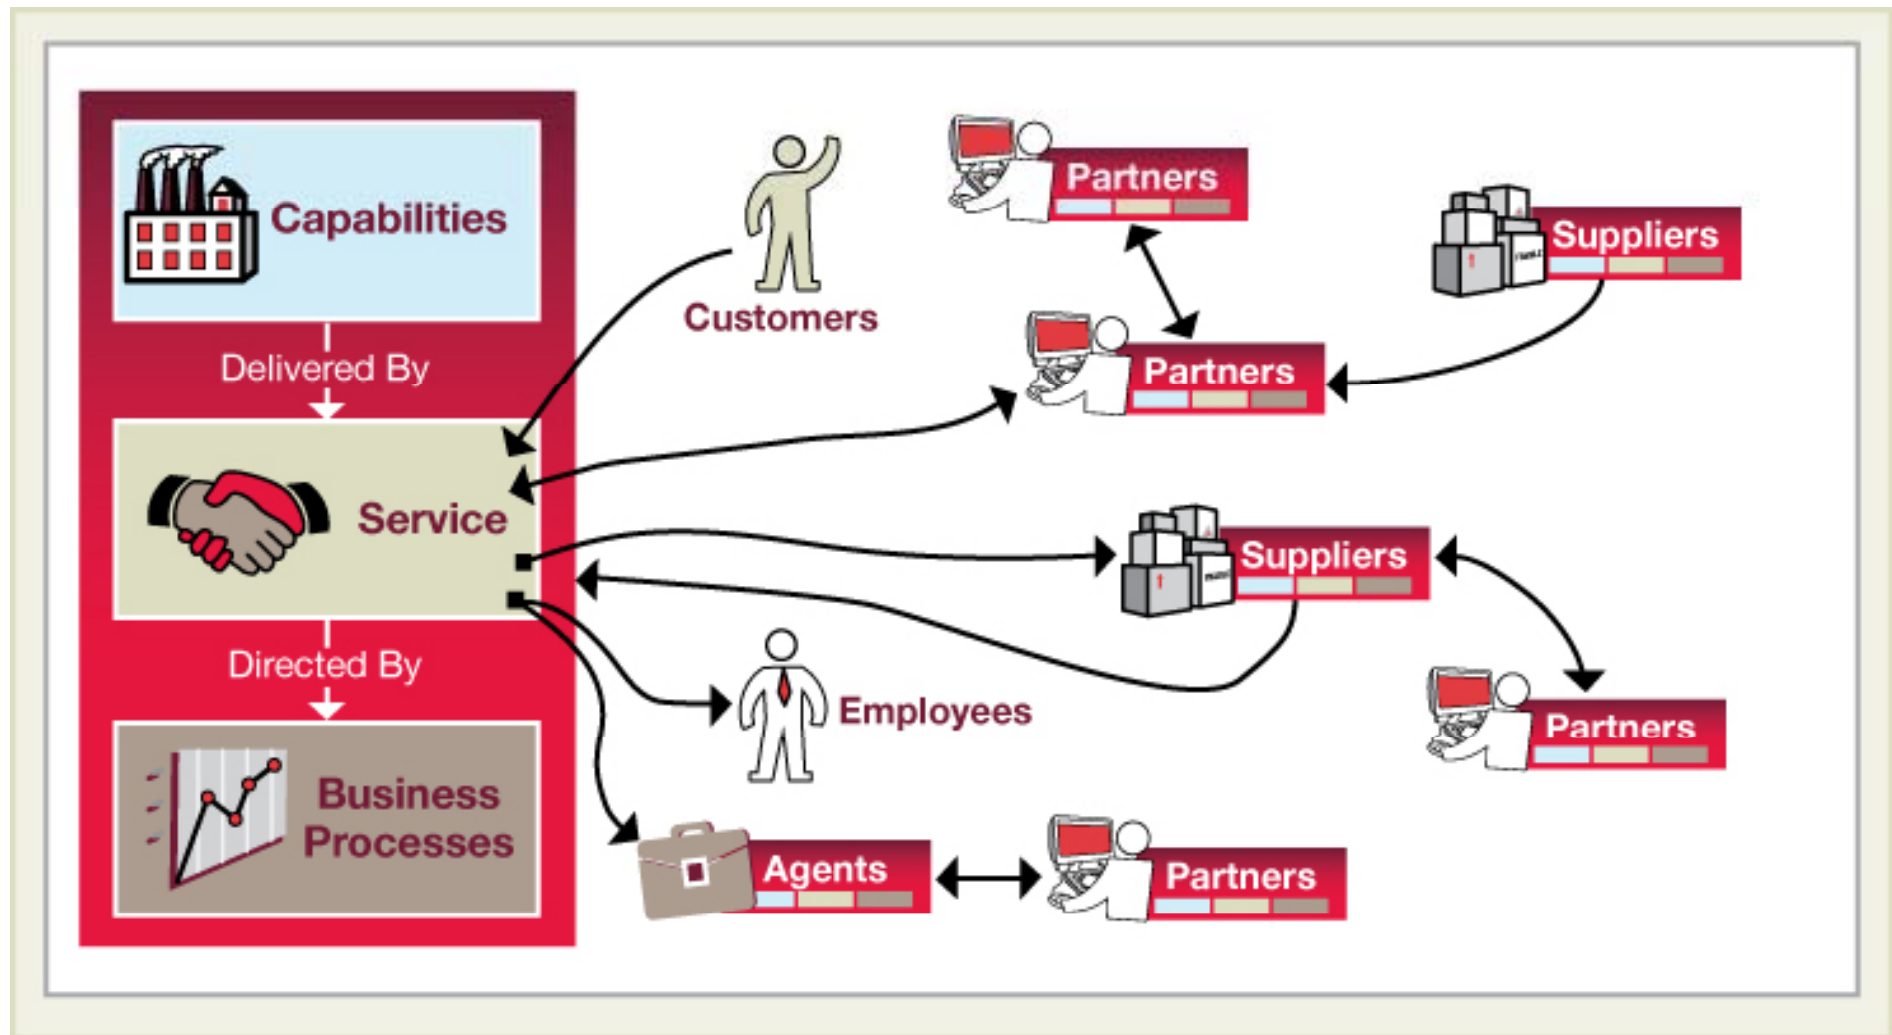 Capabilities
Delivered By
Service
Directed By
Business
Processes
Customers
Partners
Suppliers
Partners
Suppliers
Employees
Partners
Agents
Partners